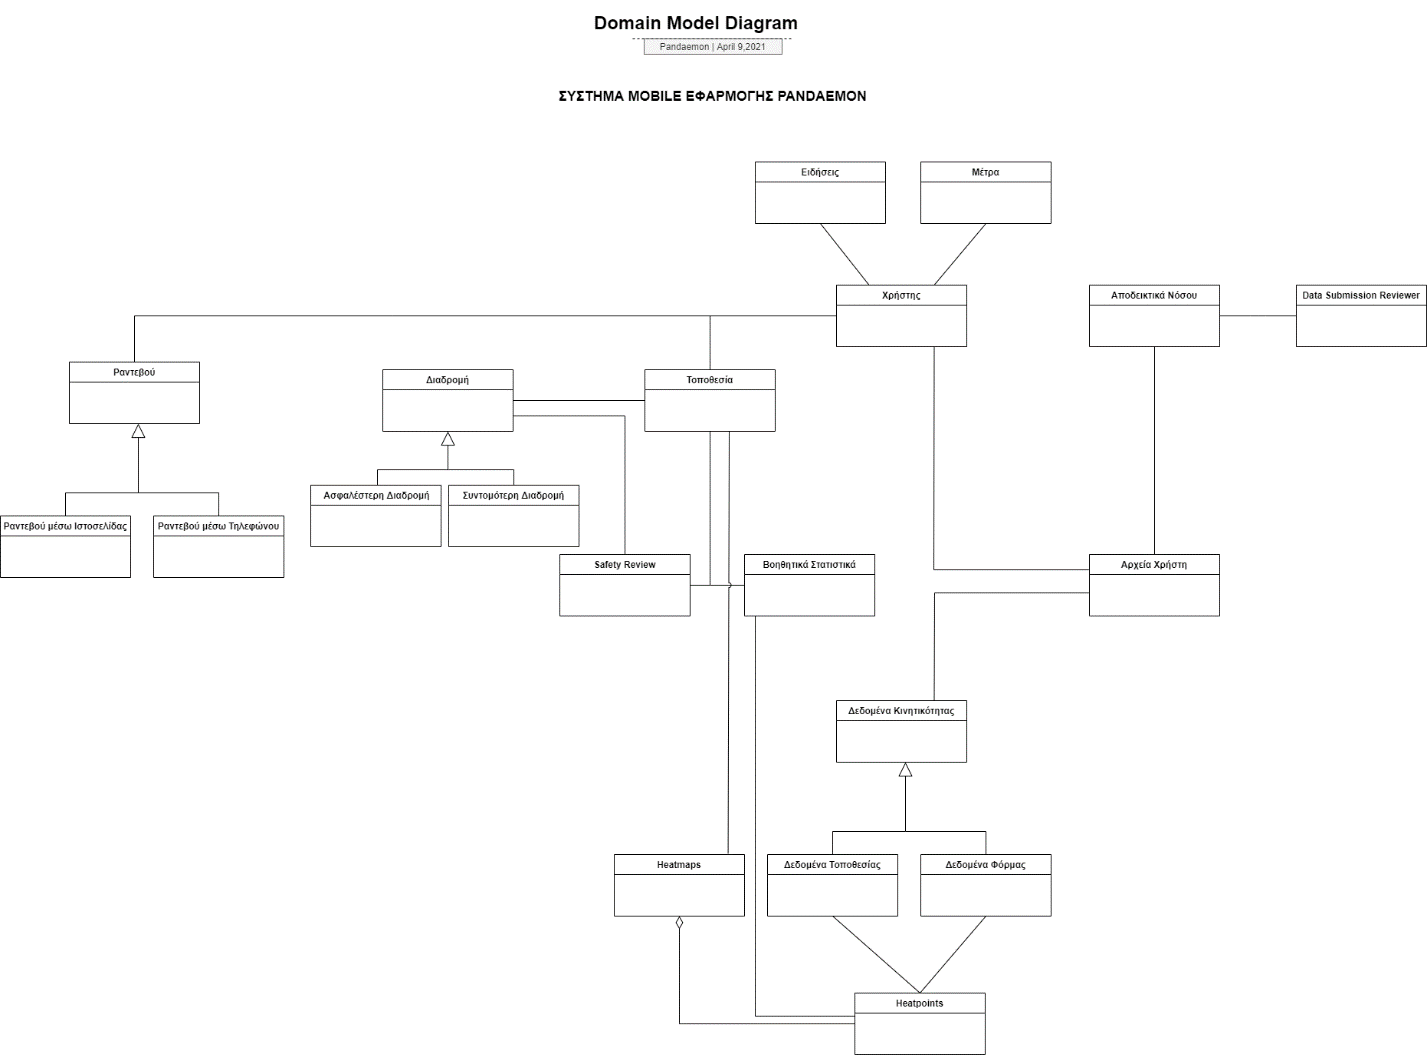 Domain Model Diagram
Pandaemon | April 9,2021
ΣΥΣΤΗΜΑ MOBILE ΕΦΑΡΜΟΓΗΣ PANDAEMON
Ειδήσεις
Μέτρα
Χρήστης
Αποδεικτικά Νόσου
Data Submission Reviewer
Ραντεβού
Διαδρομή
Τοποθεσία
Ασφαλέστερη Διαδρομή
Συντομότερη Διαδρομή
Ραντεβού μέσω Ιστοσελίδας
Ραντεβού μέσω Τηλεφώνου
Safety Review
Βοηθητικά Στατιστικά
Αρχεία Χρήστη
Δεδομένα Κινητικότητας
Heatmaps
Δεδομένα Τοποθεσίας
Δεδομένα Φόρμας
Heatpoints